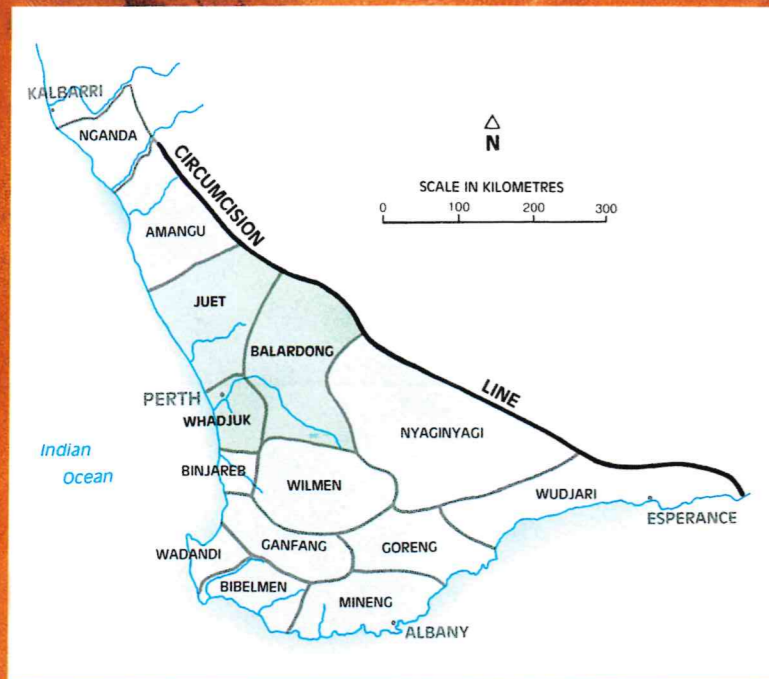 KALBARRI
NGANDA
CIRCUMCISION
N
SCALE IN KILOMETRES
0 100 200 300
AMANGU
JUET
BALARDONG
LINE
PERTH
WHADJUK
NYAGINYAGI
Indian
Ocean
BINJAREB
WILMEN
WUDJARI
ESPERANCE
WADANDI
GANFANG
GORENG
BIBELMEN
MINENG
ALBANY